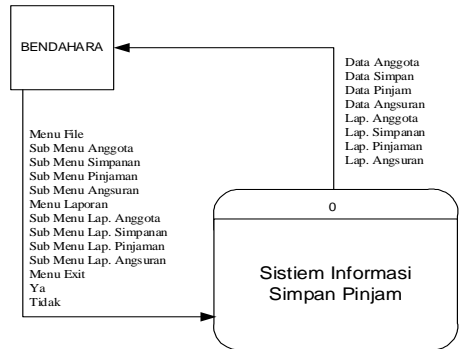 BENDAHARA
Data Anggota
Data Simpan
Data Pinjam
Data Angsuran
Lap. Anggota
Lap. Simpanan
Lap. Pinjaman
Lap. Angsuran
Menu File
Sub Menu Anggota
Sub Menu Simpanan
Sub Menu Pinjaman
Sub Menu Angsuran
Menu Laporan
Sub Menu Lap. Anggota
Sub Menu Lap. Simpanan
Sub Menu Lap. Pinjaman
Sub Menu Lap. Angsuran
Menu Exit
Ya
Tidak
0
Sistiem Informasi
Simpan Pinjam